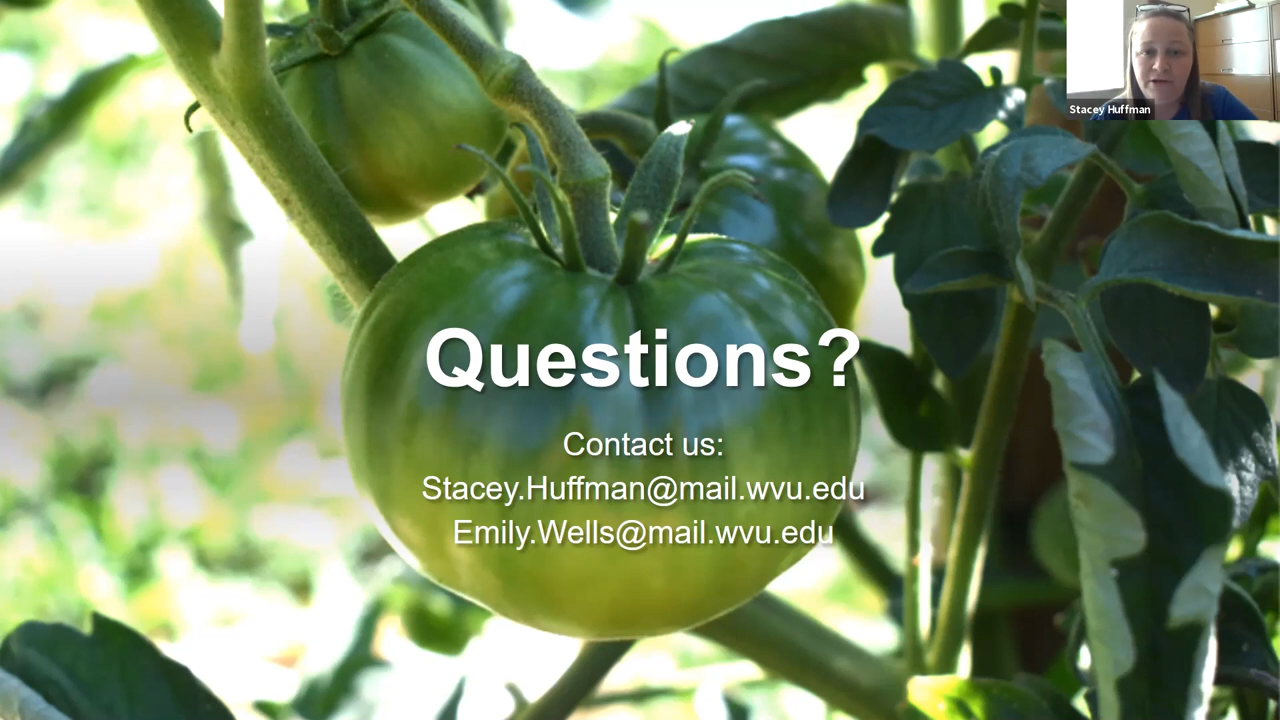 Stacey Huffman
Questions?
Contact us:
Stacey.Huffman@mail.wvu.edu
Emily.Wells@mail.wvu.edu